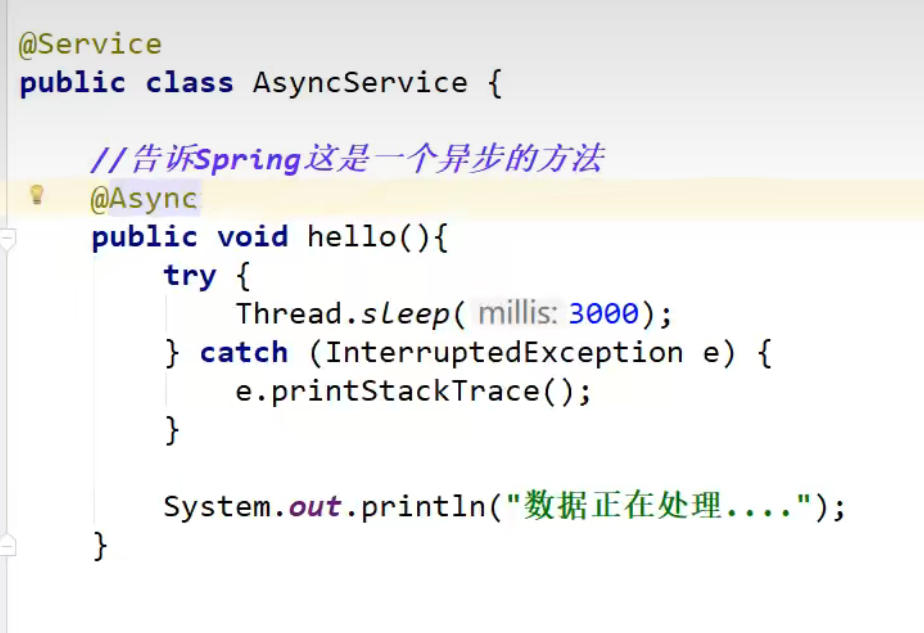 @Service
public class AsyncService {
//告诉Spring这是一个异步的方法
@Async
public void hello(){
try {
Thread.sleep( millis: 3000);
} catch (InterruptedException e) {
e.printStackTrace();
}
System.out.println("数据正在处理....");
}